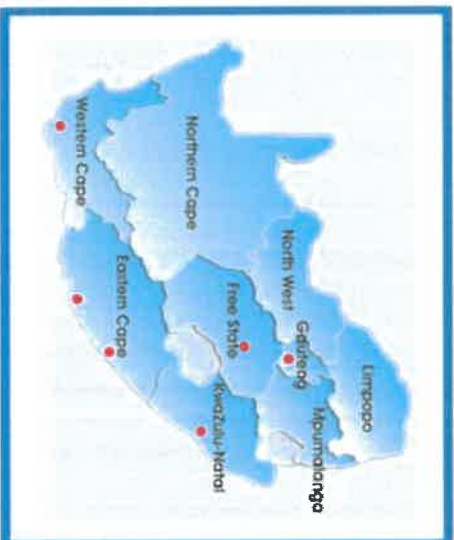 Limpopo
Mpumalanga
Gauteng
North West
Free State
KwaZulu-Natal
Northern Cape
Eastern Cape
Western Cape